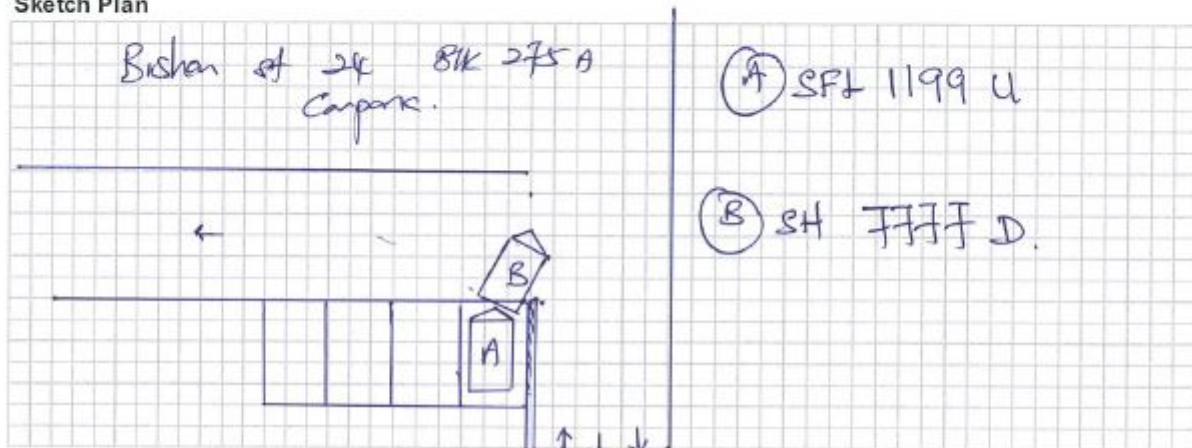 Sketch Plan
Bishan st 24 Blk 275 A
Carpark.
A SFL 1199 U
B SH 7777 D.
B
A